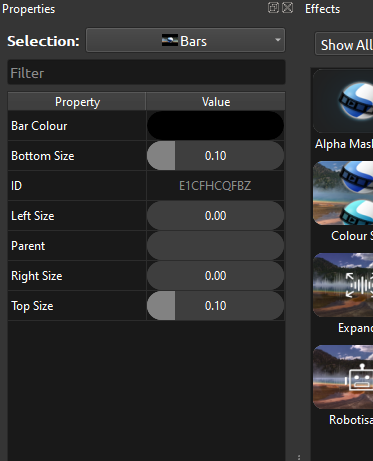 Properties
Effects
Selection:
Bars
Show All
Filter
Property
Value
Bar Colour
Alpha Mas
Bottom Size
0.10
ID
E1CFHCQFBZ
Left Size
0.00
Colour S
Parent
Right Size
0.00
Top Size
0.10
Expan
Robotisa